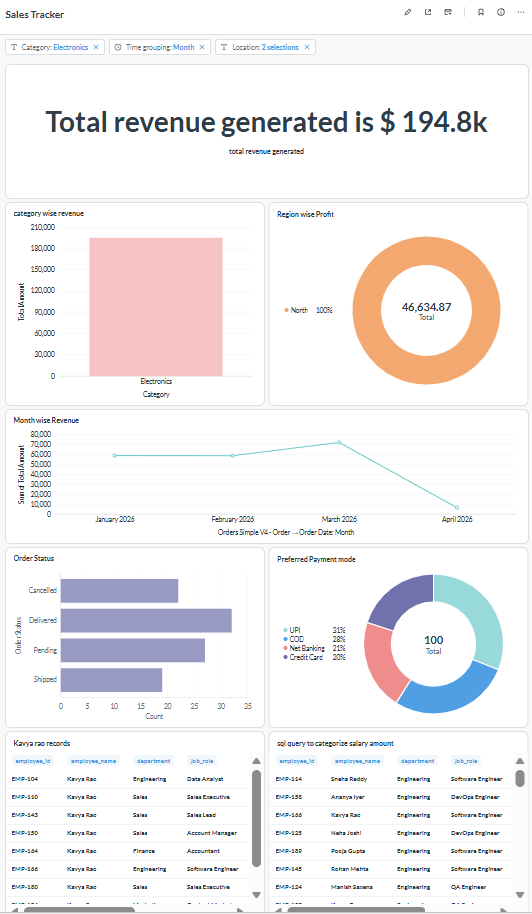 Sales Tracker
Category: Electronics
Time grouping: Month
Location: 2 selections
Total revenue generated is $ 194.8k
total revenue generated
category wise revenue
210,000
180,000
150,000
120,000
90,000
60,000
30,000
0
Total Amount
Electronics
Category
Region wise Profit
North 100%
46,634.87
Total
Month wise Revenue
80,000
70,000
60,000
50,000
40,000
30,000
20,000
10,000
0
Sum of Total Amount
January 2026 February 2026 March 2026 April 2026
Orders Simple V4 - Order → Order Date: Month
Order Status
Order Status
Cancelled
Delivered
Pending
Shipped
0 5 10 15 20 25 30 35
Count
Preferred Payment mode
UPI 31%
COD 28%
Net Banking 21%
Credit Card 20%
100
Total
Kavya rao records
employee_id employee_name department job_role
EMP-104 Kavya Rao Engineering Data Analyst
EMP-110 Kavya Rao Sales Sales Executive
EMP-143 Kavya Rao Sales Sales Lead
EMP-150 Kavya Rao Sales Account Manager
EMP-164 Kavya Rao Finance Accountant
EMP-166 Kavya Rao Engineering Software Engineer
EMP-180 Kavya Rao Sales Sales Executive
sql query to categorize salary amount
employee_id employee_name department job_role
EMP-114 Sneha Reddy Engineering Software Engineer
EMP-158 Ananya Iyer Engineering DevOps Engineer
EMP-166 Kavya Rao Engineering Software Engineer
EMP-125 Neha Joshi Engineering DevOps Engineer
EMP-189 Pooja Gupta Engineering Software Engineer
EMP-145 Rohan Mehta Engineering Software Engineer
EMP-124 Manish Saxena Engineering QA Engineer